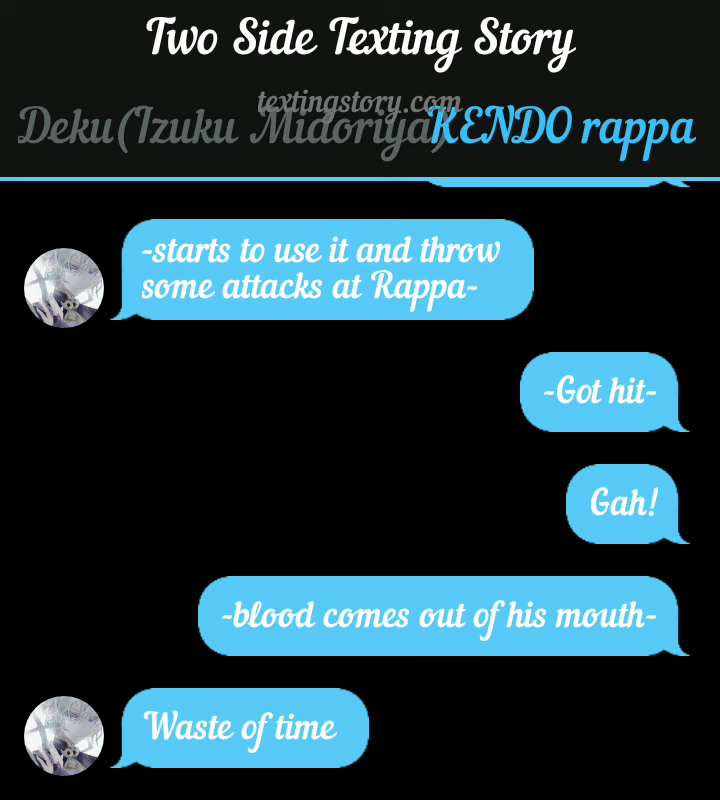 Two Side Texting Story
textingstory.com
Deku(Izuku Midoriya) KENDO rappa
-starts to use it and throw
some attacks at Rappa-
-Got hit-
Gah!
-blood comes out of his mouth-
Waste of time